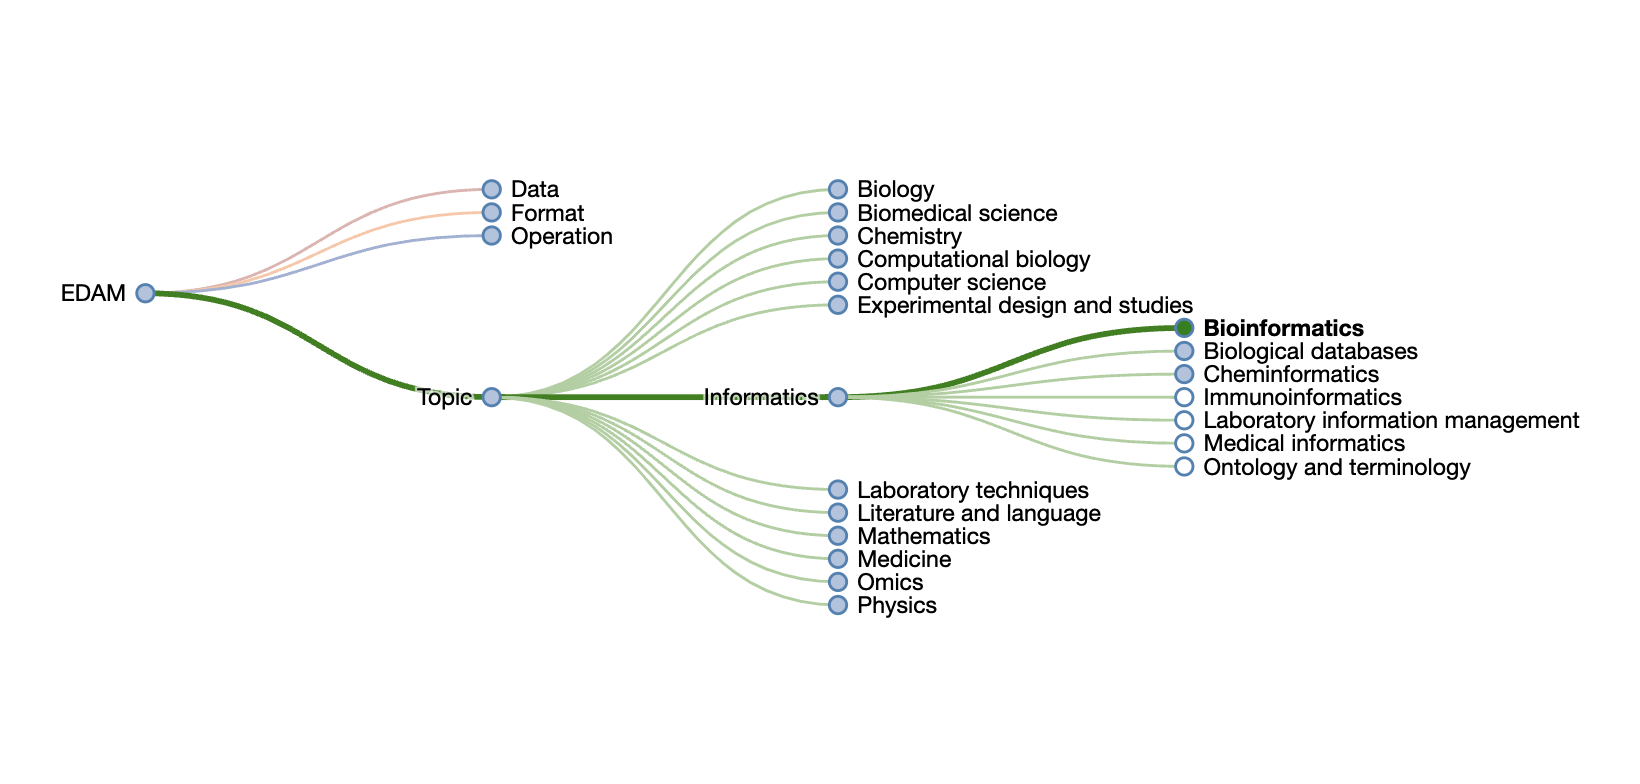 EDAM
Data
Format
Operation
Topic
Biology
Biomedical science
Chemistry
Computational biology
Computer science
Experimental design and studies
Informatics
Laboratory techniques
Literature and language
Mathematics
Medicine
Omics
Physics
Bioinformatics
Biological databases
Cheminformatics
Immunoinformatics
Laboratory information management
Medical informatics
Ontology and terminology